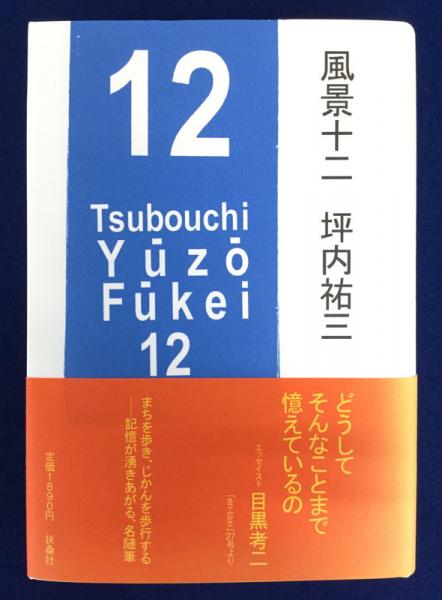 12
Tsubouchi
Yūzō
Fūkei
12
風景十二 坪内祐三
どうして
そんなことまで
憶えているの
エッセイスト 目黒考二
「en-taxi」27号より
まちを歩き、じかんを歩行する
──記憶が湧きあがる、名随筆
定価1890円 扶桑社